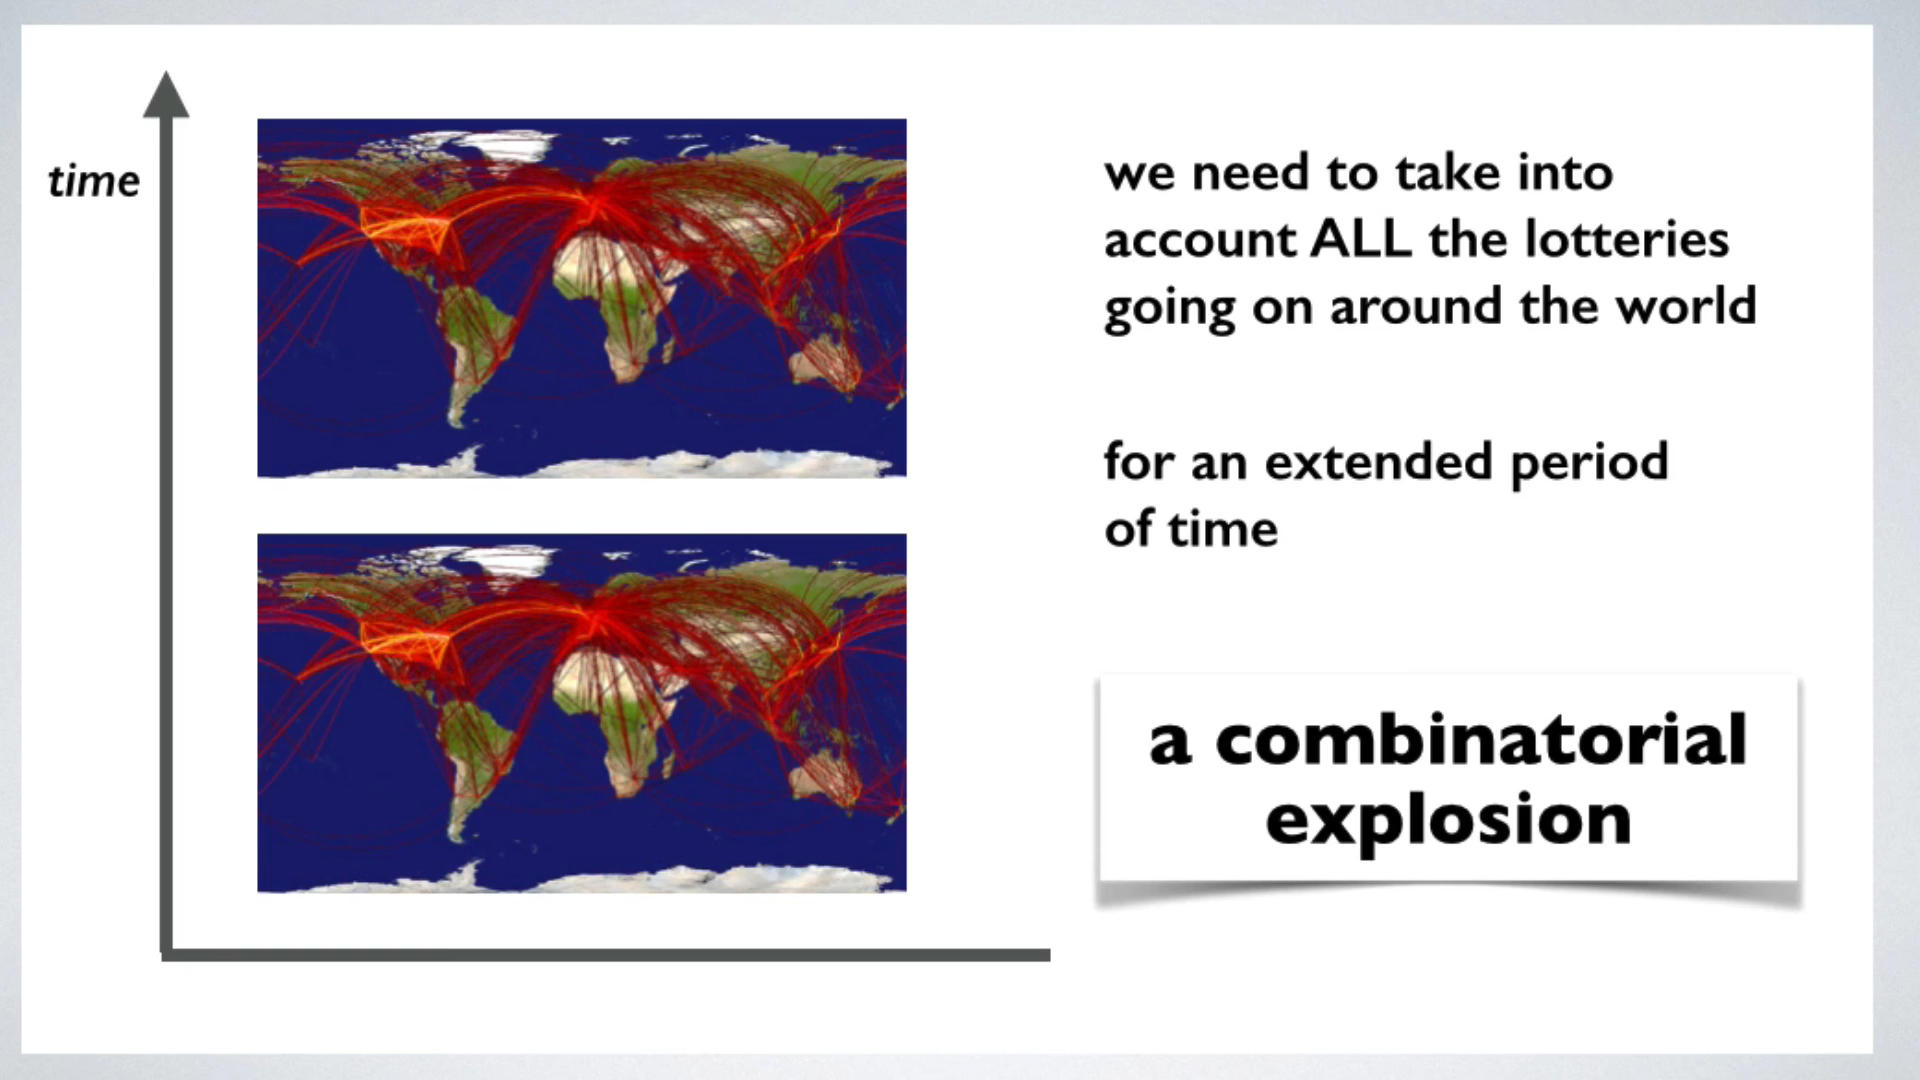 time
we need to take into
account ALL the lotteries
going on around the world
for an extended period
of time
a combinatorial
explosion